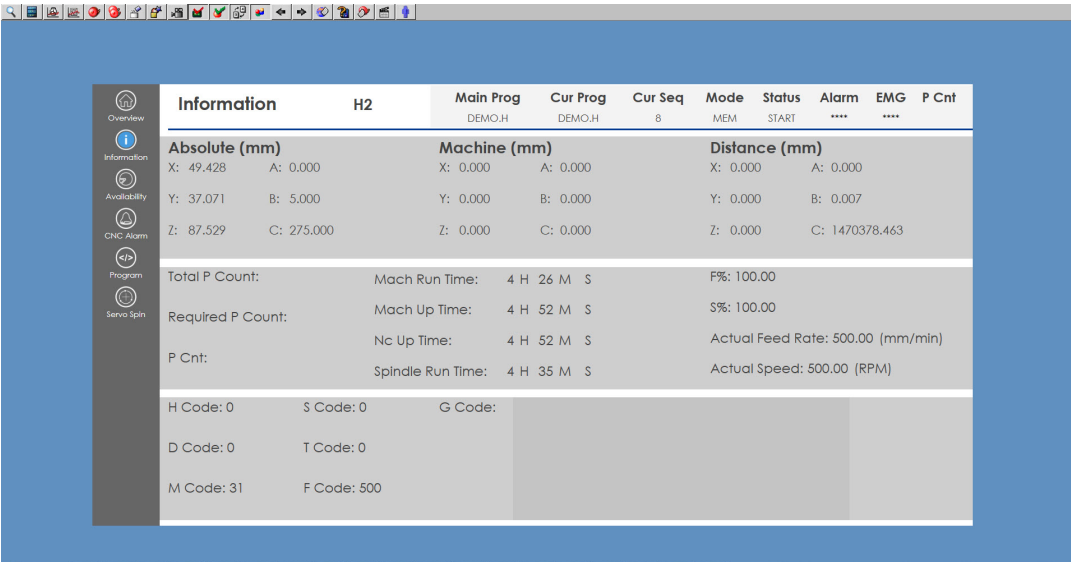 Information H2 Main Prog Cur Prog Cur Seq Mode Status Alarm EMG P Cnt
DEMO.H DEMO.H 8 MEM START **** ****
Overview
Information
Availability
CNC Alarm
Program
Servo Spin
Absolute (mm) Machine (mm) Distance (mm)
X: 49.428 A: 0.000 X: 0.000 A: 0.000 X: 0.000 A: 0.000
Y: 37.071 B: 5.000 Y: 0.000 B: 0.000 Y: 0.000 B: 0.007
Z: 87.529 C: 275.000 Z: 0.000 C: 0.000 Z: 0.000 C: 1470378.463
Total P Count: Mach Run Time: 4 H 26 M S F%: 100.00
Required P Count: Mach Up Time: 4 H 52 M S S%: 100.00
P Cnt: Nc Up Time: 4 H 52 M S Actual Feed Rate: 500.00 (mm/min)
Spindle Run Time: 4 H 35 M S Actual Speed: 500.00 (RPM)
H Code: 0 S Code: 0 G Code:
D Code: 0 T Code: 0
M Code: 31 F Code: 500